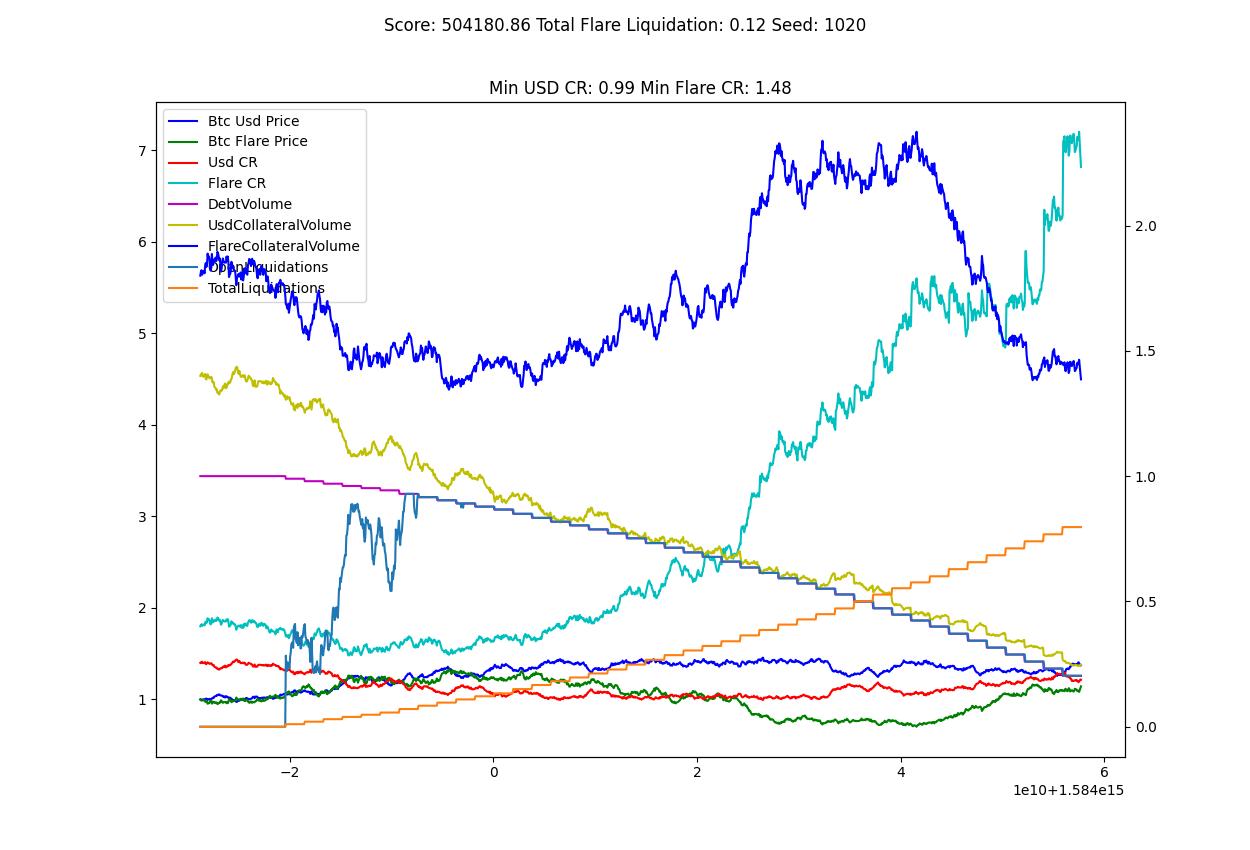 Score: 504180.86 Total Flare Liquidation: 0.12 Seed: 1020
Min USD CR: 0.99 Min Flare CR: 1.48
Btc Usd Price
Btc Flare Price
Usd CR
Flare CR
DebtVolume
UsdCollateralVolume
FlareCollateralVolume
OpenLiquidations
TotalLiquidations
7
6
5
4
3
2
1
2.0
1.5
1.0
0.5
0.0
−2
0
2
4
6
1e10+1.584e15